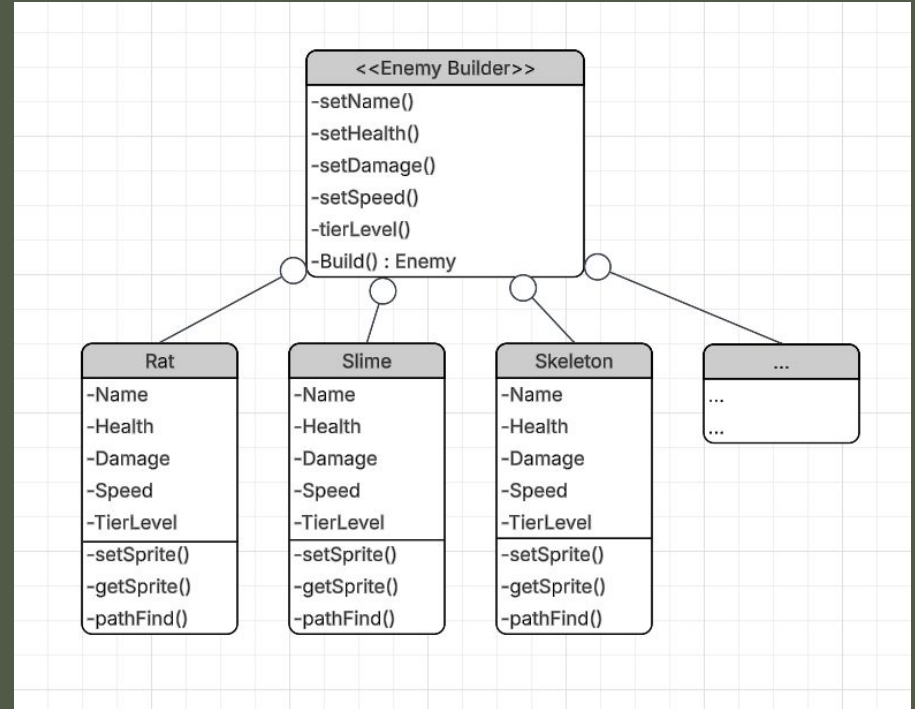 <<Enemy Builder>>
-setName()
-setHealth()
-setDamage()
-setSpeed()
-tierLevel()
-Build() : Enemy
Rat
-Name
-Health
-Damage
-Speed
-TierLevel
-setSprite()
-getSprite()
-pathFind()
Slime
-Name
-Health
-Damage
-Speed
-TierLevel
-setSprite()
-getSprite()
-pathFind()
Skeleton
-Name
-Health
-Damage
-Speed
-TierLevel
-setSprite()
-getSprite()
-pathFind()
...
...
...